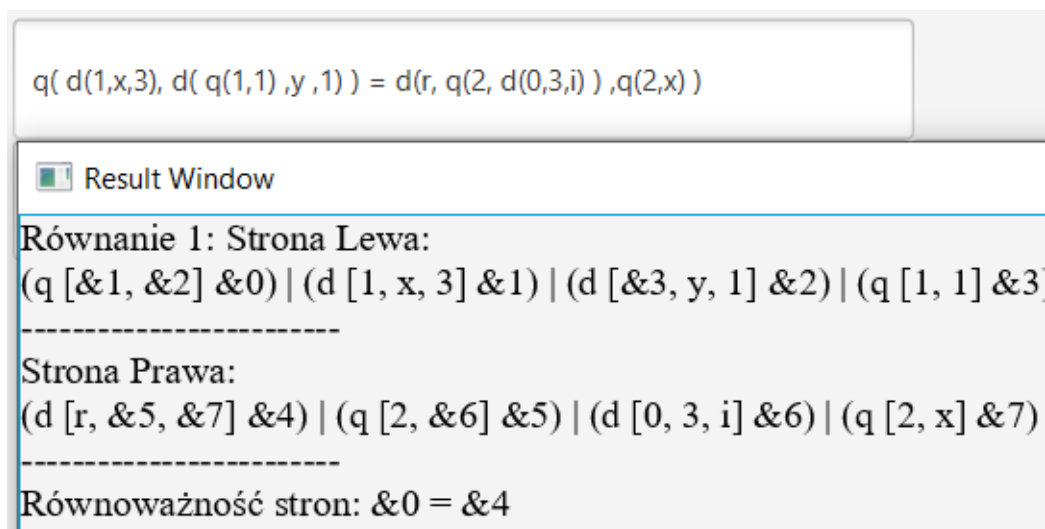 q( d(1,x,3), d( q(1,1) ,y ,1) ) = d(r, q(2, d(0,3,i) ) ,q(2,x) )
Result Window
Równanie 1: Strona Lewa:
(q [&1, &2] &0) | (d [1, x, 3] &1) | (d [&3, y, 1] &2) | (q [1, 1] &3)
-------------------------
Strona Prawa:
(d [r, &5, &7] &4) | (q [2, &6] &5) | (d [0, 3, i] &6) | (q [2, x] &7)
-------------------------
Równoważność stron: &0 = &4